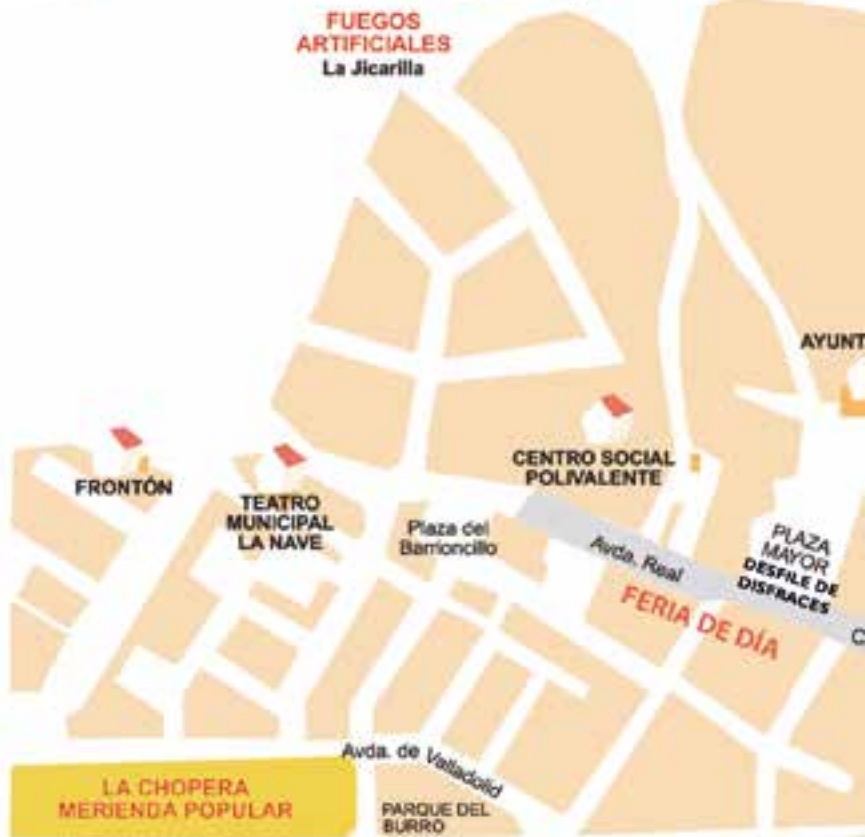 FUEGOS
ARTIFICIALES
La Jicarilla
AYUNT
FRONTÓN
TEATRO
MUNICIPAL
LA NAVE
CENTRO SOCIAL
POLIVALENTE
Plaza del
Barrioncillo
Avda. Real
PLAZA
MAYOR
DESFILE DE
DISFRACES
FERIA DE DÍA
C
Avda. de Valladolid
LA CHOPERA
MERIENDA POPULAR
PARQUE DEL
BURRO